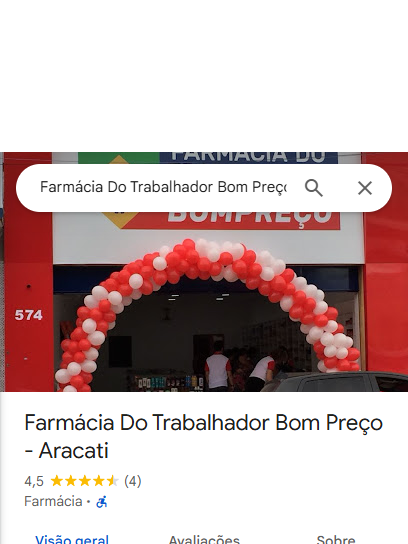 FARMÁCIA DO
Farmácia Do Trabalhador Bom Preço
BOMPREÇO
574
Farmácia Do Trabalhador Bom Preço
- Aracati
4,5 (4)
Farmácia ·
Visão geral Avaliações Sobre